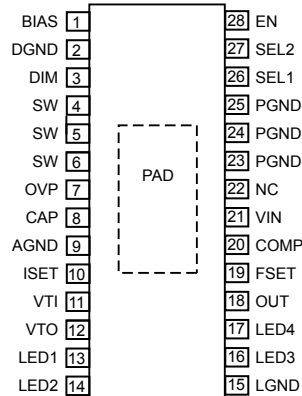 BIAS 1 28 EN
DGND 2 27 SEL2
DIM 3 26 SEL1
SW 4 25 PGND
SW 5 24 PGND
SW 6 23 PGND
PAD
OVP 7 22 NC
CAP 8 21 VIN
AGND 9 20 COMP
ISET 10 19 FSET
VTI 11 18 OUT
VTO 12 17 LED4
LED1 13 16 LED3
LED2 14 15 LGND